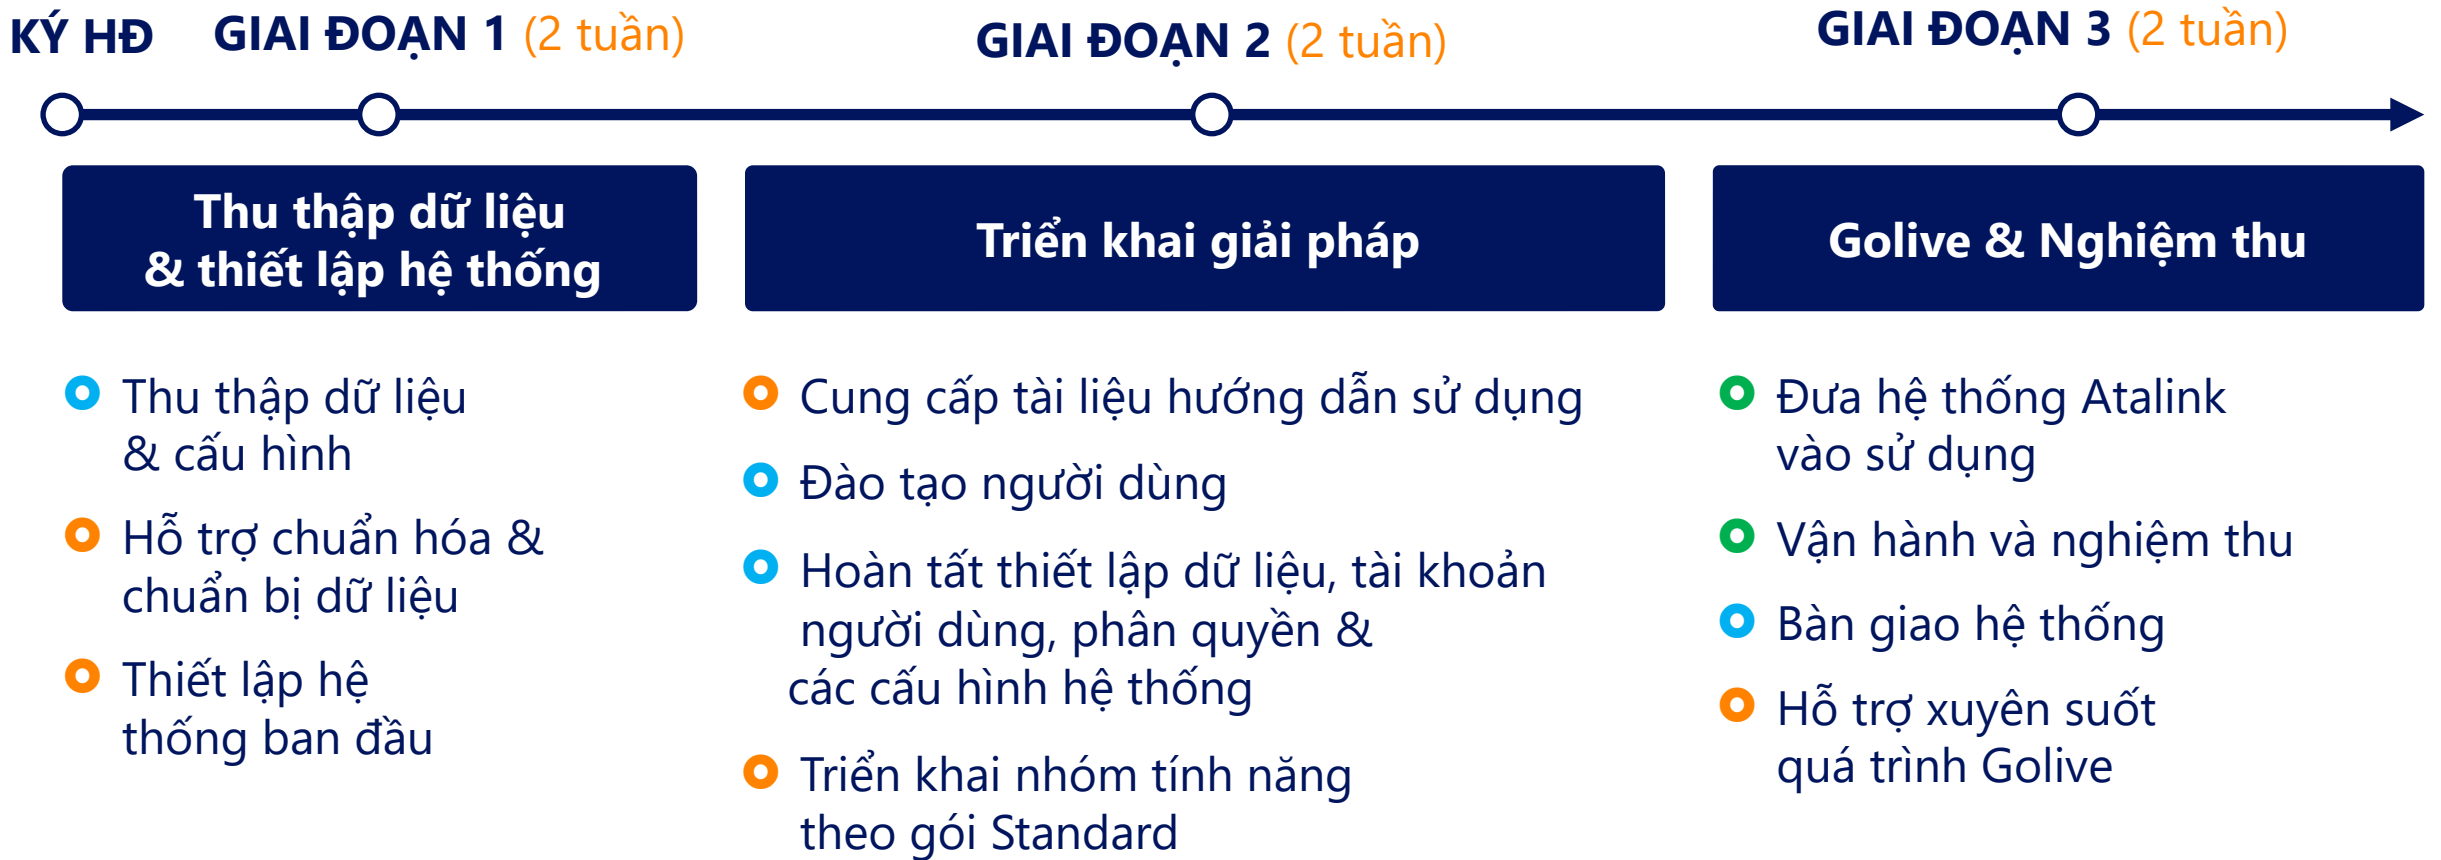 KÝ HĐ
GIAI ĐOẠN 1 (2 tuần)
GIAI ĐOẠN 2 (2 tuần)
GIAI ĐOẠN 3 (2 tuần)
Thu thập dữ liệu
& thiết lập hệ thống
Thu thập dữ liệu
& cấu hình
Hỗ trợ chuẩn hóa &
chuẩn bị dữ liệu
Thiết lập hệ
thống ban đầu
Triển khai giải pháp
Cung cấp tài liệu hướng dẫn sử dụng
Đào tạo người dùng
Hoàn tất thiết lập dữ liệu, tài khoản
người dùng, phân quyền &
các cấu hình hệ thống
Triển khai nhóm tính năng
theo gói Standard
Golive & Nghiệm thu
Đưa hệ thống Atalink
vào sử dụng
Vận hành và nghiệm thu
Bàn giao hệ thống
Hỗ trợ xuyên suốt
quá trình Golive